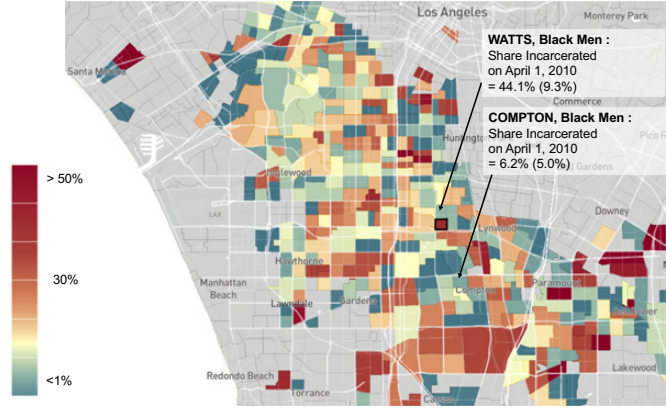 Los Angeles
Monterey Park
WATTS, Black Men :
Share Incarcerated
on April 1, 2010
= 44.1% (9.3%)
Santa
Commerce
COMPTON, Black Men :
Share Incarcerated
on April 1, 2010
= 6.2% (5.0%)
Huntington
Pico
Gardens
> 50%
Inglewood
LAX
Downey
Lynwood
Hawthorne
30%
Manhattan
Beach
Compton
Paramount
Lawndale
Gardena
Bellflower
<1%
Redondo Beach
Lakewood
Torrance
Carson